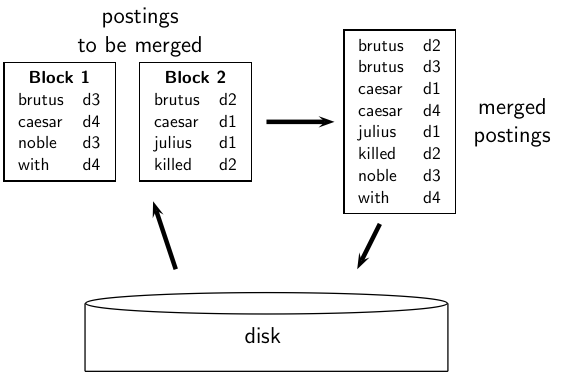 postings
to be merged
Block 1
brutus d3
caesar d4
noble d3
with d4
Block 2
brutus d2
caesar d1
julius d1
killed d2
brutus d2
brutus d3
caesar d1
caesar d4
julius d1
killed d2
noble d3
with d4
merged
postings
disk